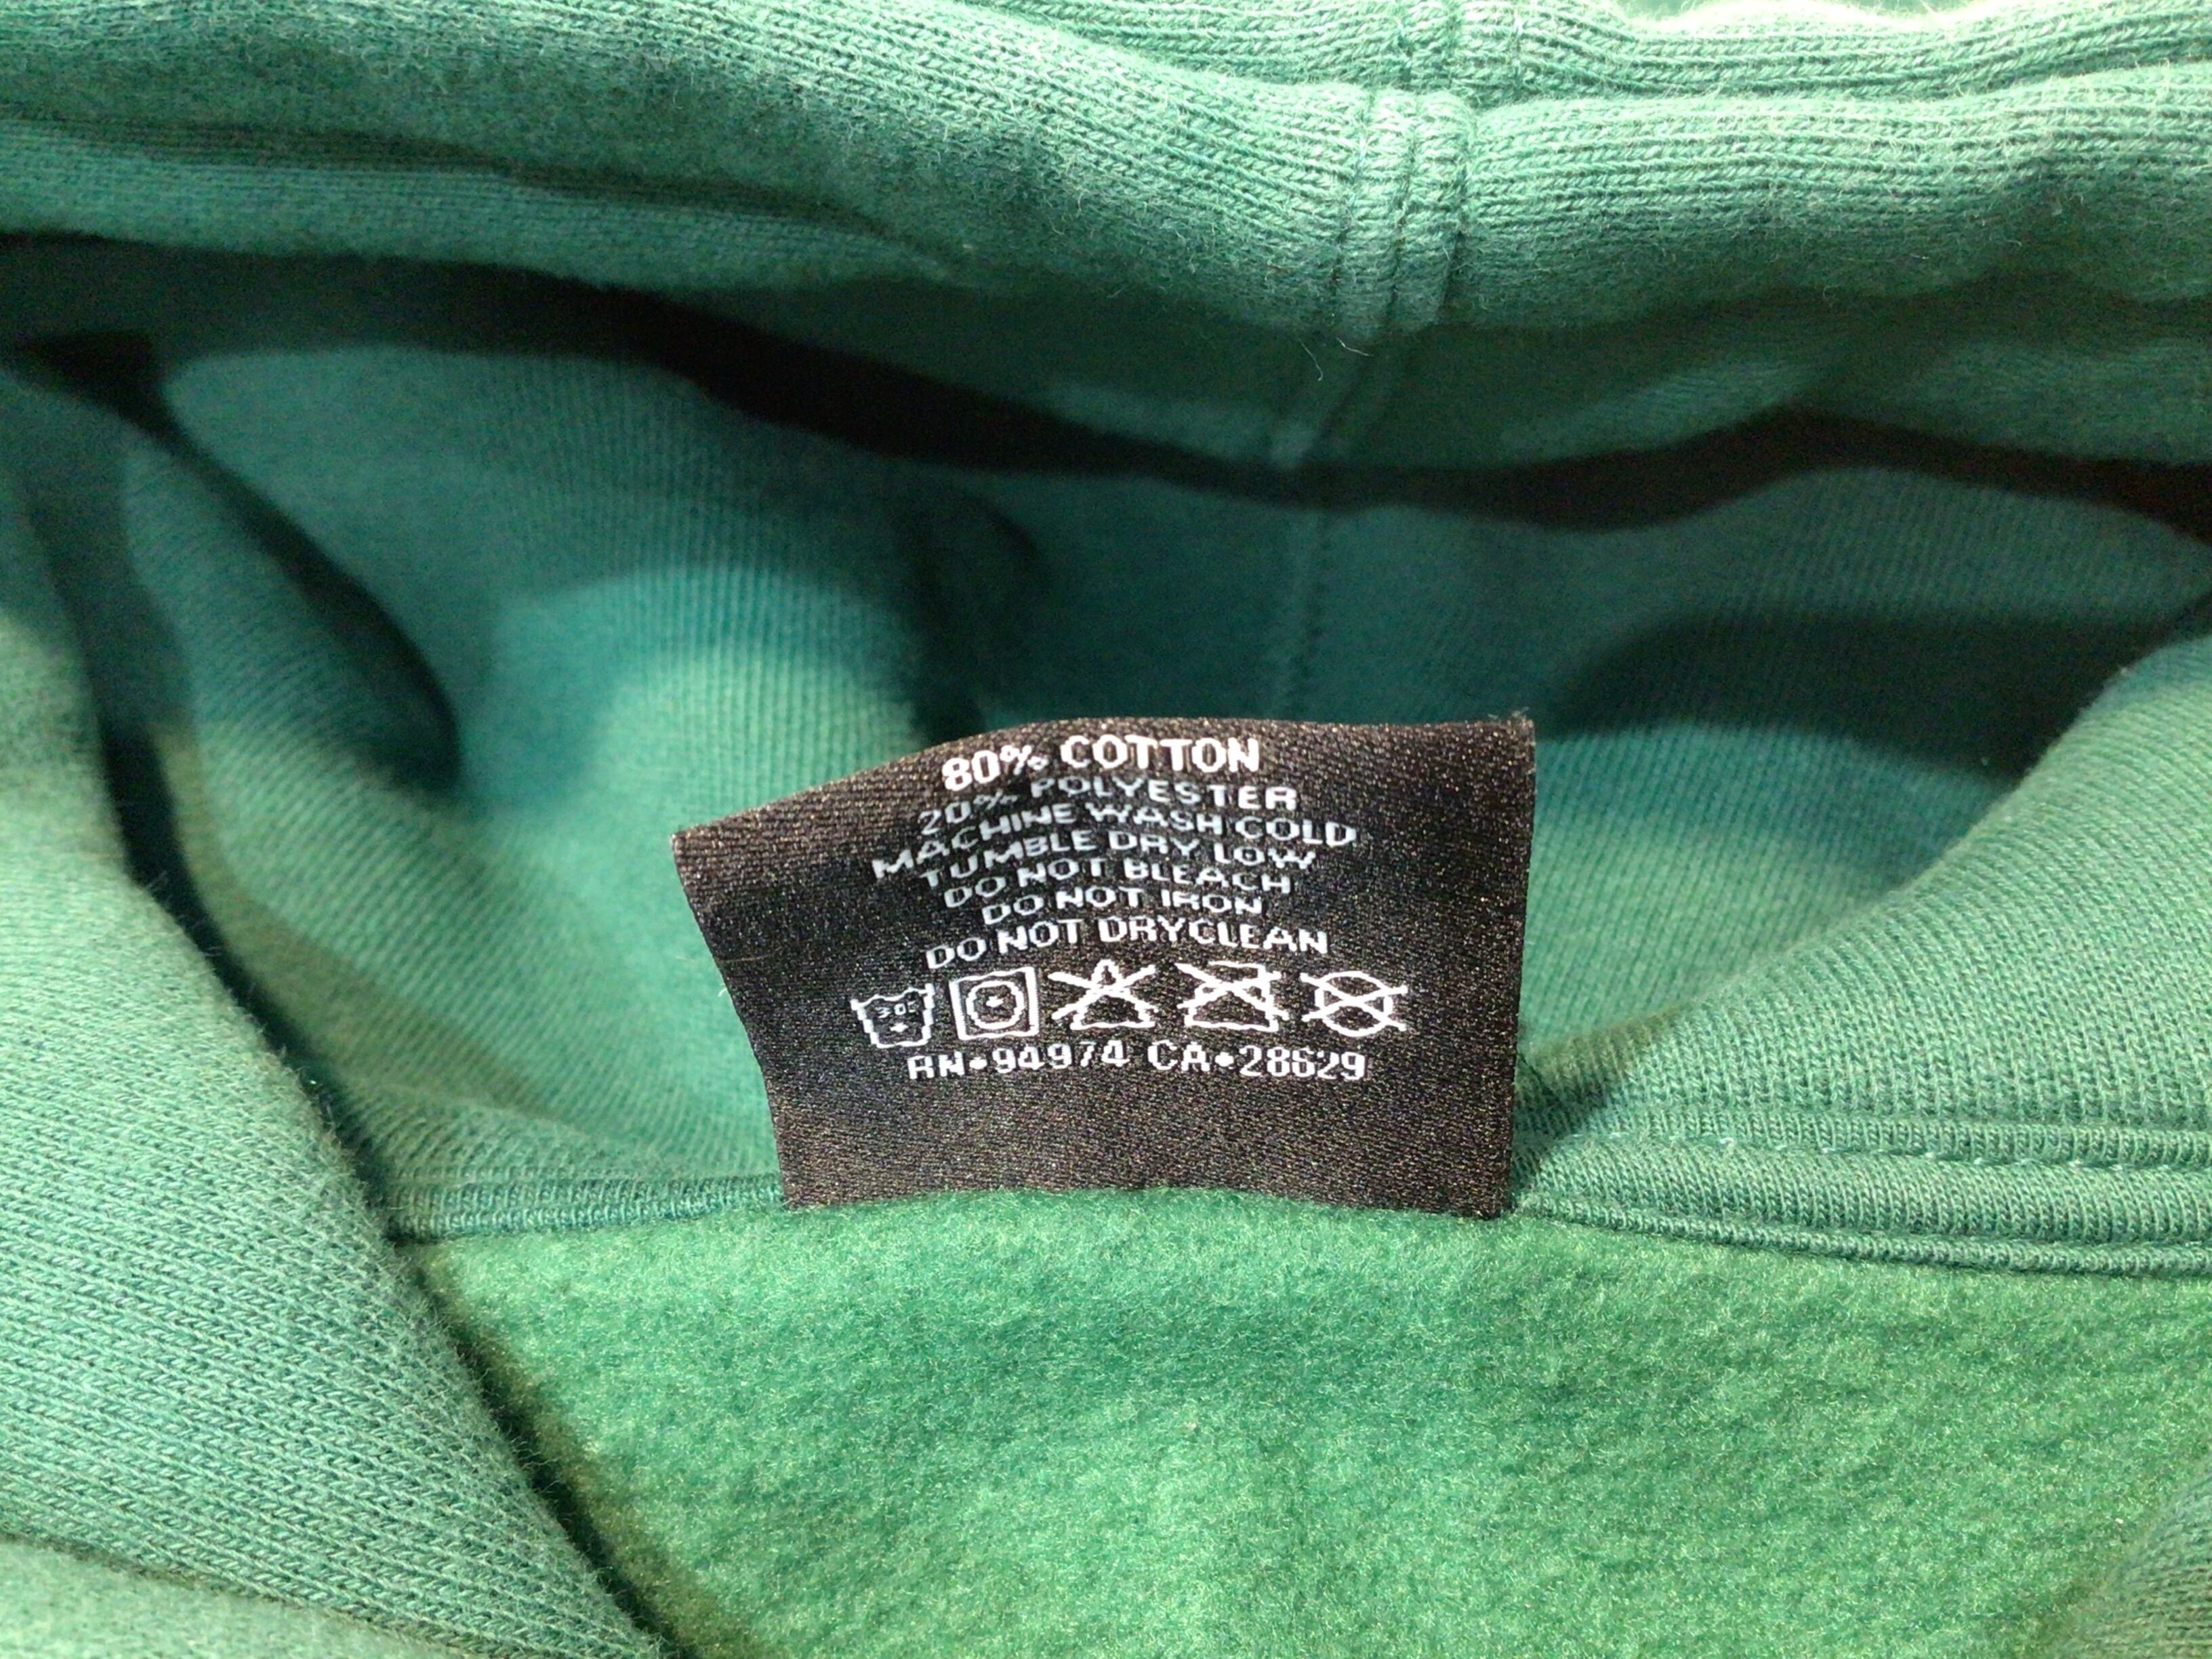 80% COTTON
20% POLYESTER
MACHINE WASH COLD
TUMBLE DRY LOW
DO NOT BLEACH
DO NOT IRON
DO NOT DRYCLEAN
30C
RN•94974 CA•28629